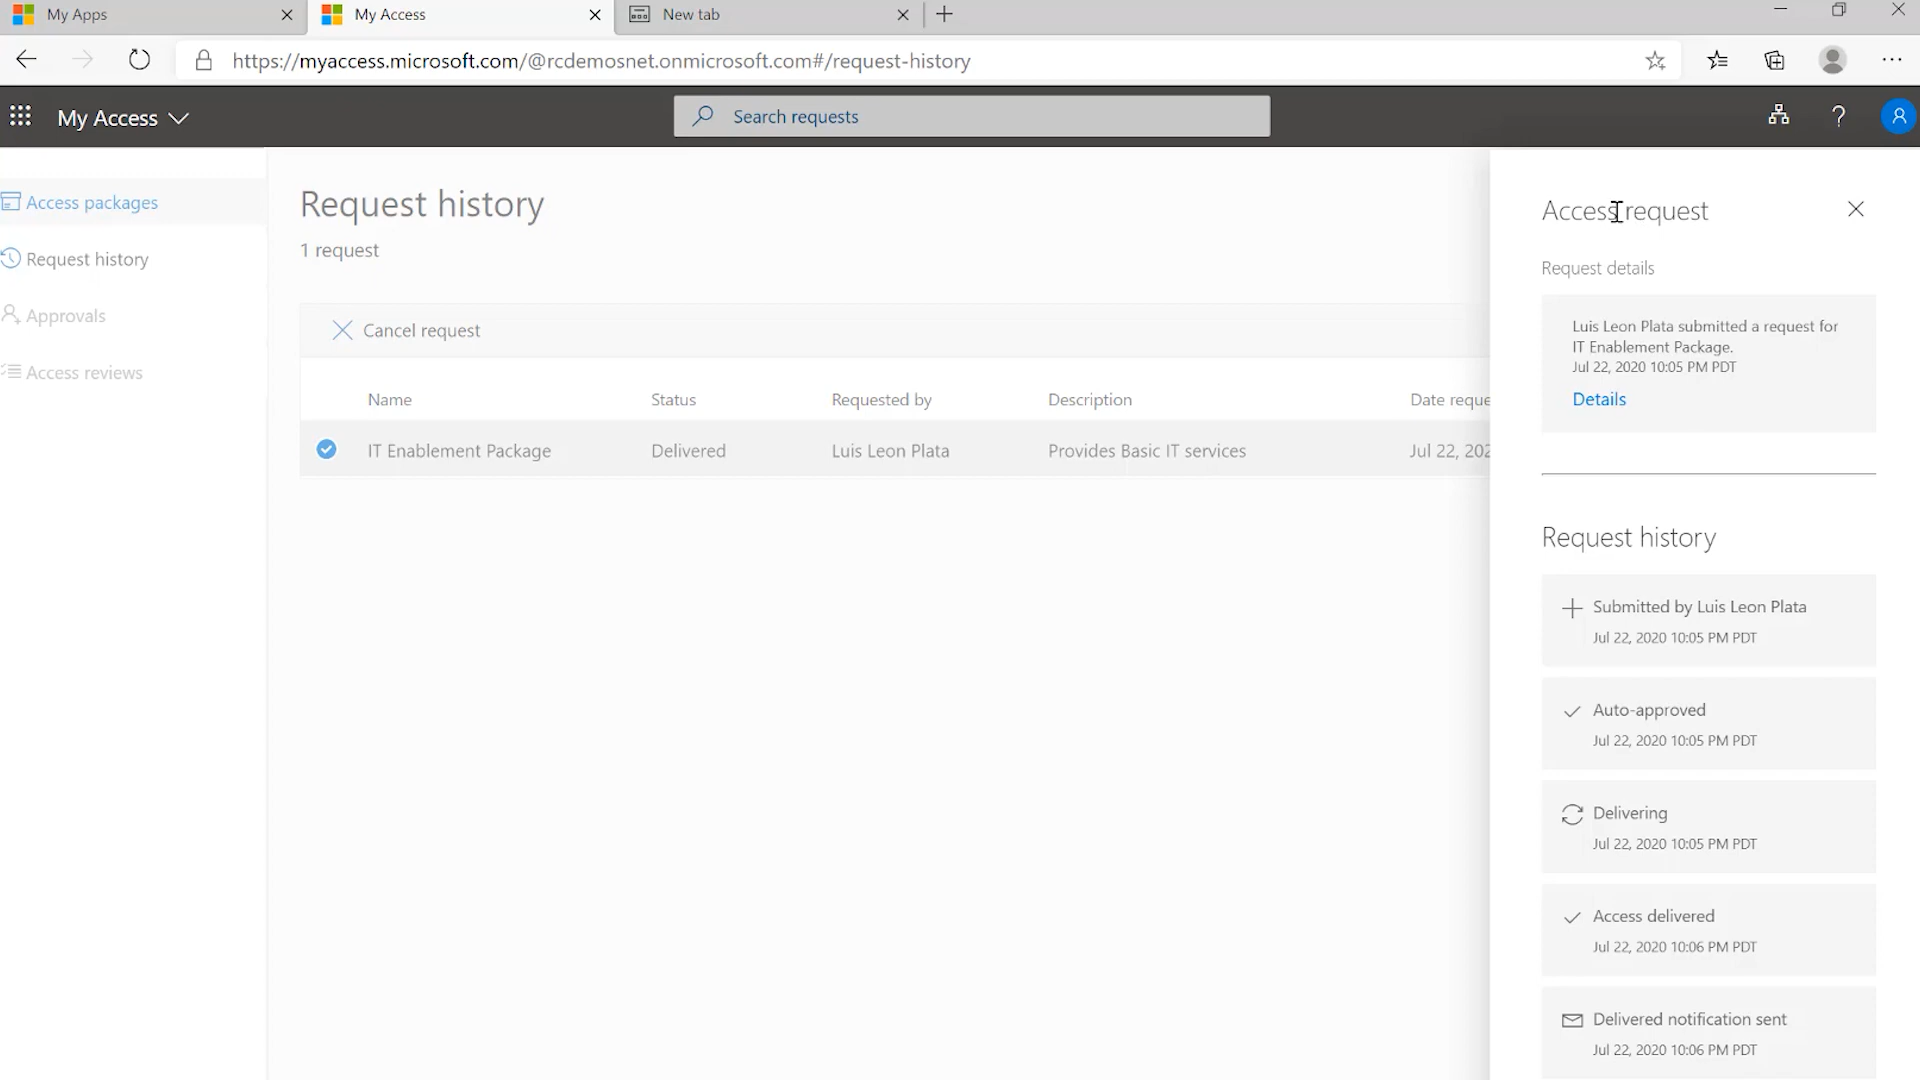 My Apps
My Access
New tab
https://myaccess.microsoft.com/@rcdemosnet.onmicrosoft.com#/request-history
My Access
Search requests
Access packages
Request history
Approvals
Access reviews
Request history
1 request
Cancel request
Name Status Requested by Description Date reque
IT Enablement Package Delivered Luis Leon Plata Provides Basic IT services Jul 22, 202
Access request
Request details
Luis Leon Plata submitted a request for
IT Enablement Package.
Jul 22, 2020 10:05 PM PDT
Details
Request history
Submitted by Luis Leon Plata
Jul 22, 2020 10:05 PM PDT
Auto-approved
Jul 22, 2020 10:05 PM PDT
Delivering
Jul 22, 2020 10:05 PM PDT
Access delivered
Jul 22, 2020 10:06 PM PDT
Delivered notification sent
Jul 22, 2020 10:06 PM PDT